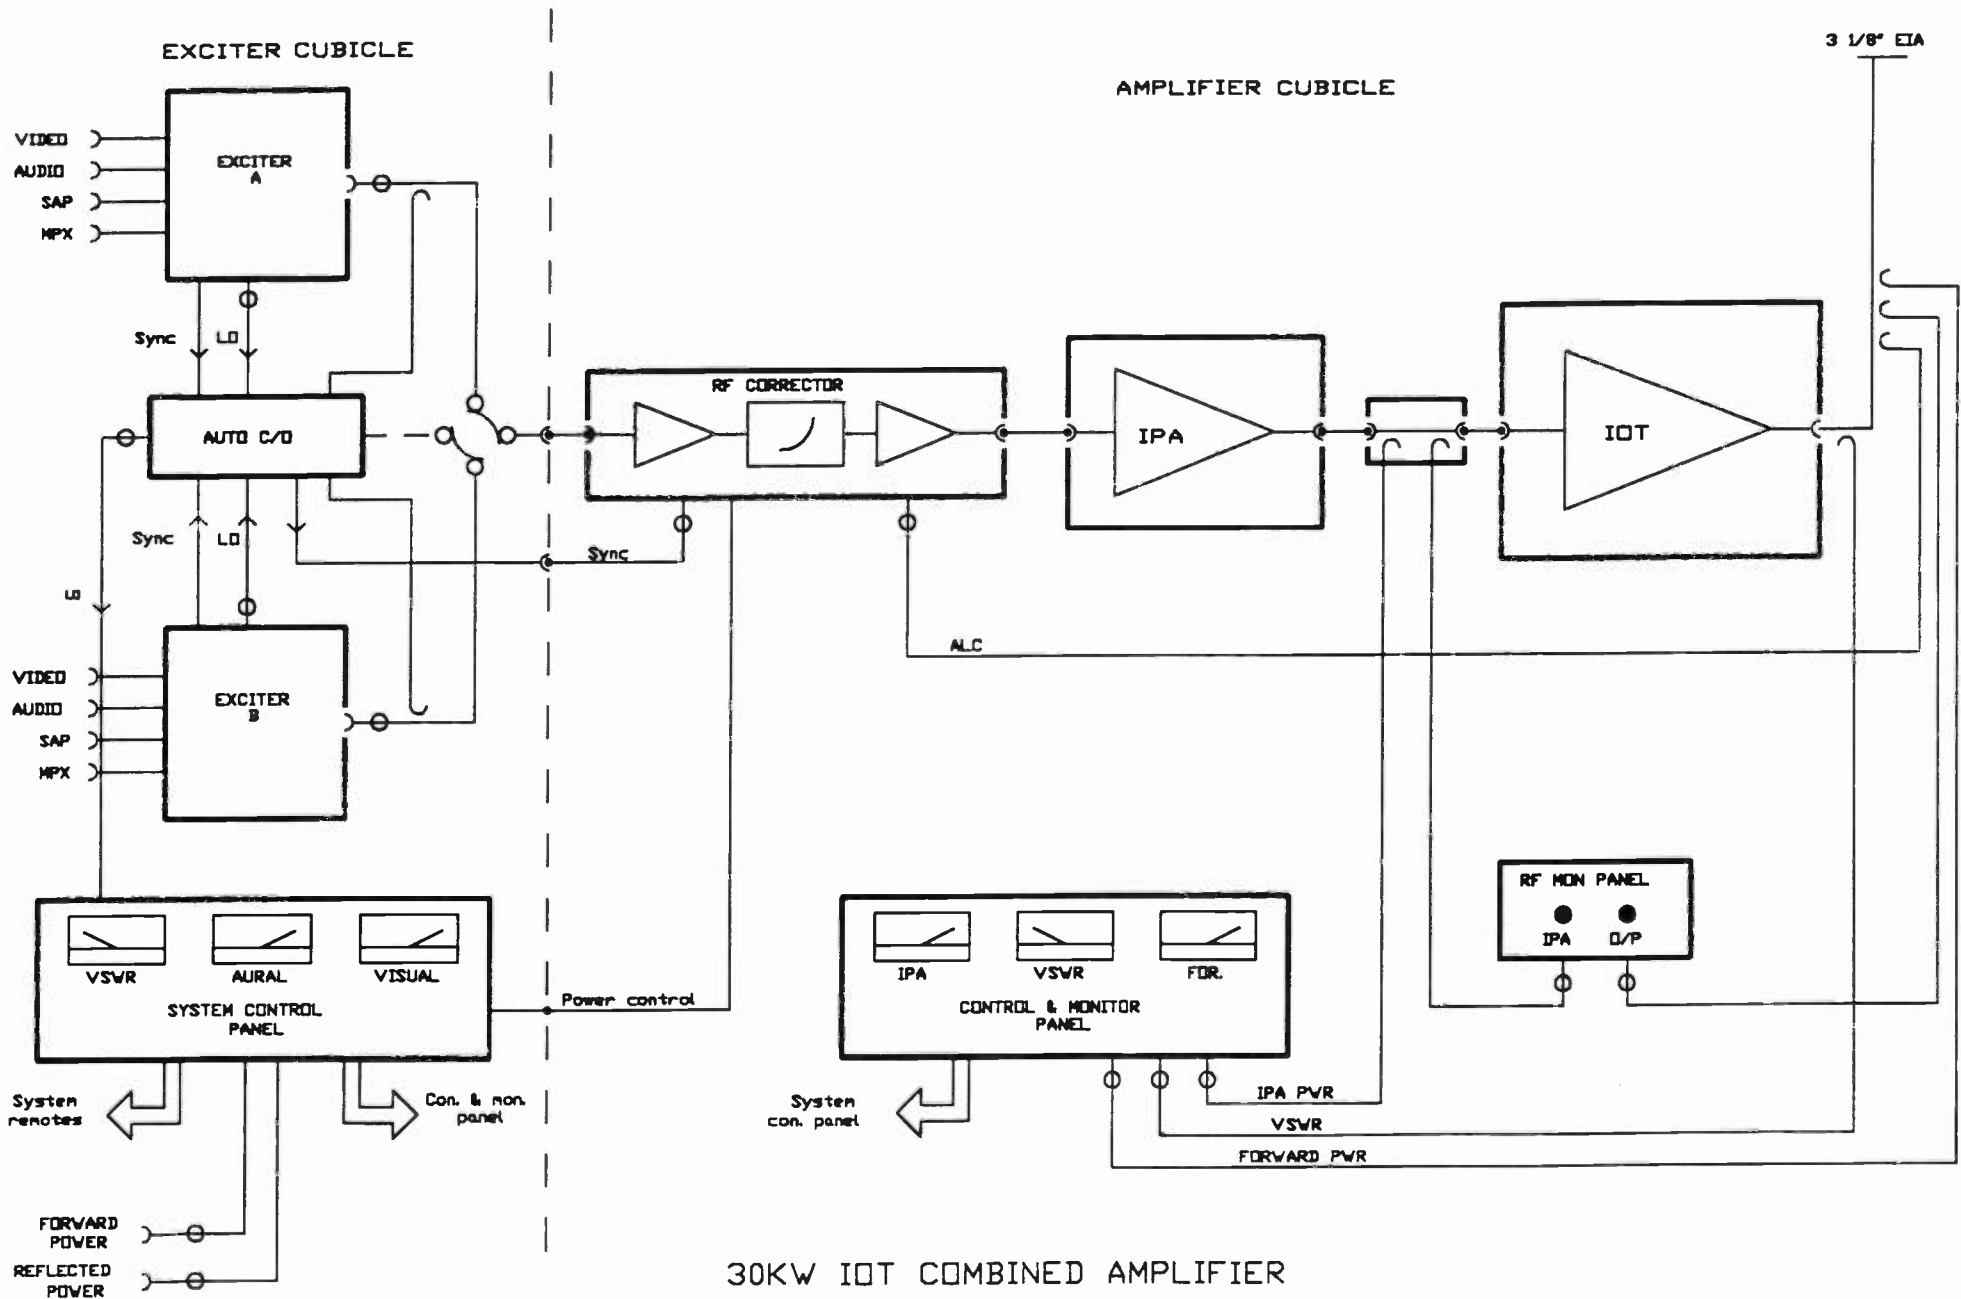 EXCITER CUBICLE
3 1/8" EIA
AMPLIFIER CUBICLE
VIDEO
AUDIO
SAP
MPX
EXCITER
A
Sync
LO
AUTO C/O
RF CORRECTOR
IPA
IOT
Sync
LO
Sync
LO
ALC
VIDEO
AUDIO
SAP
MPX
EXCITER
B
RF MON PANEL
IPA
O/P
VSWR
AURAL
VISUAL
SYSTEM CONTROL
PANEL
Power control
IPA
VSWR
FOR.
CONTROL & MONITOR
PANEL
System
remotes
Con. & mon.
panel
System
con. panel
IPA PWR
VSWR
FORWARD PWR
FORWARD
POWER
REFLECTED
POWER
30KW IOT COMBINED AMPLIFIER